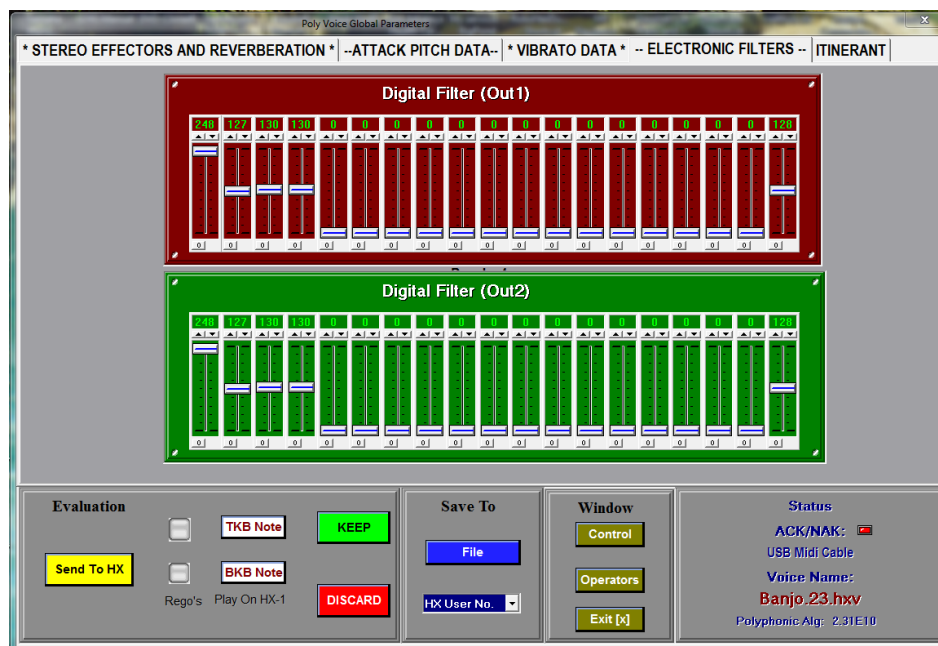 Poly Voice Global Parameters
x
* STEREO EFFECTORS AND REVERBERATION * --ATTACK PITCH DATA-- * VIBRATO DATA * -- ELECTRONIC FILTERS -- ITINERANT
Digital Filter (Out1)
248 127 130 130 0 0 0 0 0 0 0 0 0 0 0 0 0 0 128
0 0 0 0 0 0 0 0 0 0 0 0 0 0 0 0 0 0 0
Digital Filter (Out2)
248 127 130 130 0 0 0 0 0 0 0 0 0 0 0 0 0 0 128
0 0 0 0 0 0 0 0 0 0 0 0 0 0 0 0 0 0 0
Evaluation
Send To HX
TKB Note
BKB Note
Rego's
Play On HX-1
KEEP
DISCARD
Save To
File
HX User No.
Window
Control
Operators
Exit [x]
Status
ACK/NAK:
USB Midi Cable
Voice Name:
Banjo.23.hxv
Polyphonic Alg: 2.31E10